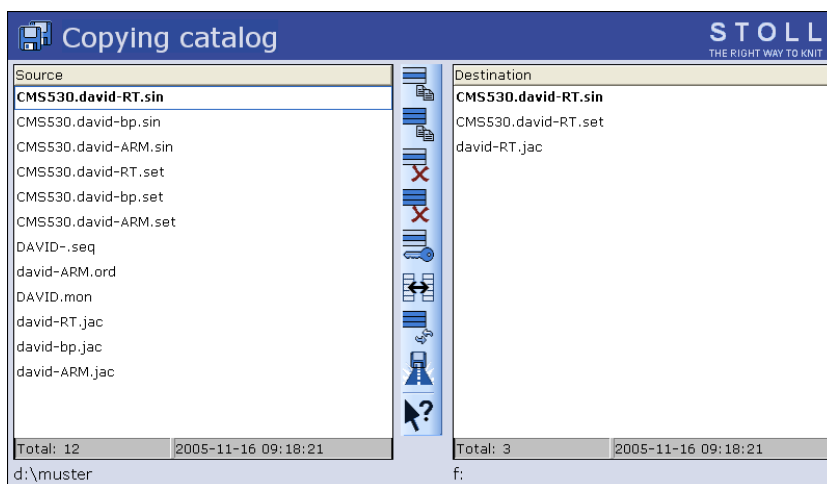 Copying catalog
STOLL
THE RIGHT WAY TO KNIT
Source
CMS530.david-RT.sin
CMS530.david-bp.sin
CMS530.david-ARM.sin
CMS530.david-RT.set
CMS530.david-bp.set
CMS530.david-ARM.set
DAVID-.seq
david-ARM.ord
DAVID.mon
david-RT.jac
david-bp.jac
david-ARM.jac
Total: 12 2005-11-16 09:18:21
d:\muster
?
Destination
CMS530.david-RT.sin
CMS530.david-RT.set
david-RT.jac
Total: 3 2005-11-16 09:18:21
f: